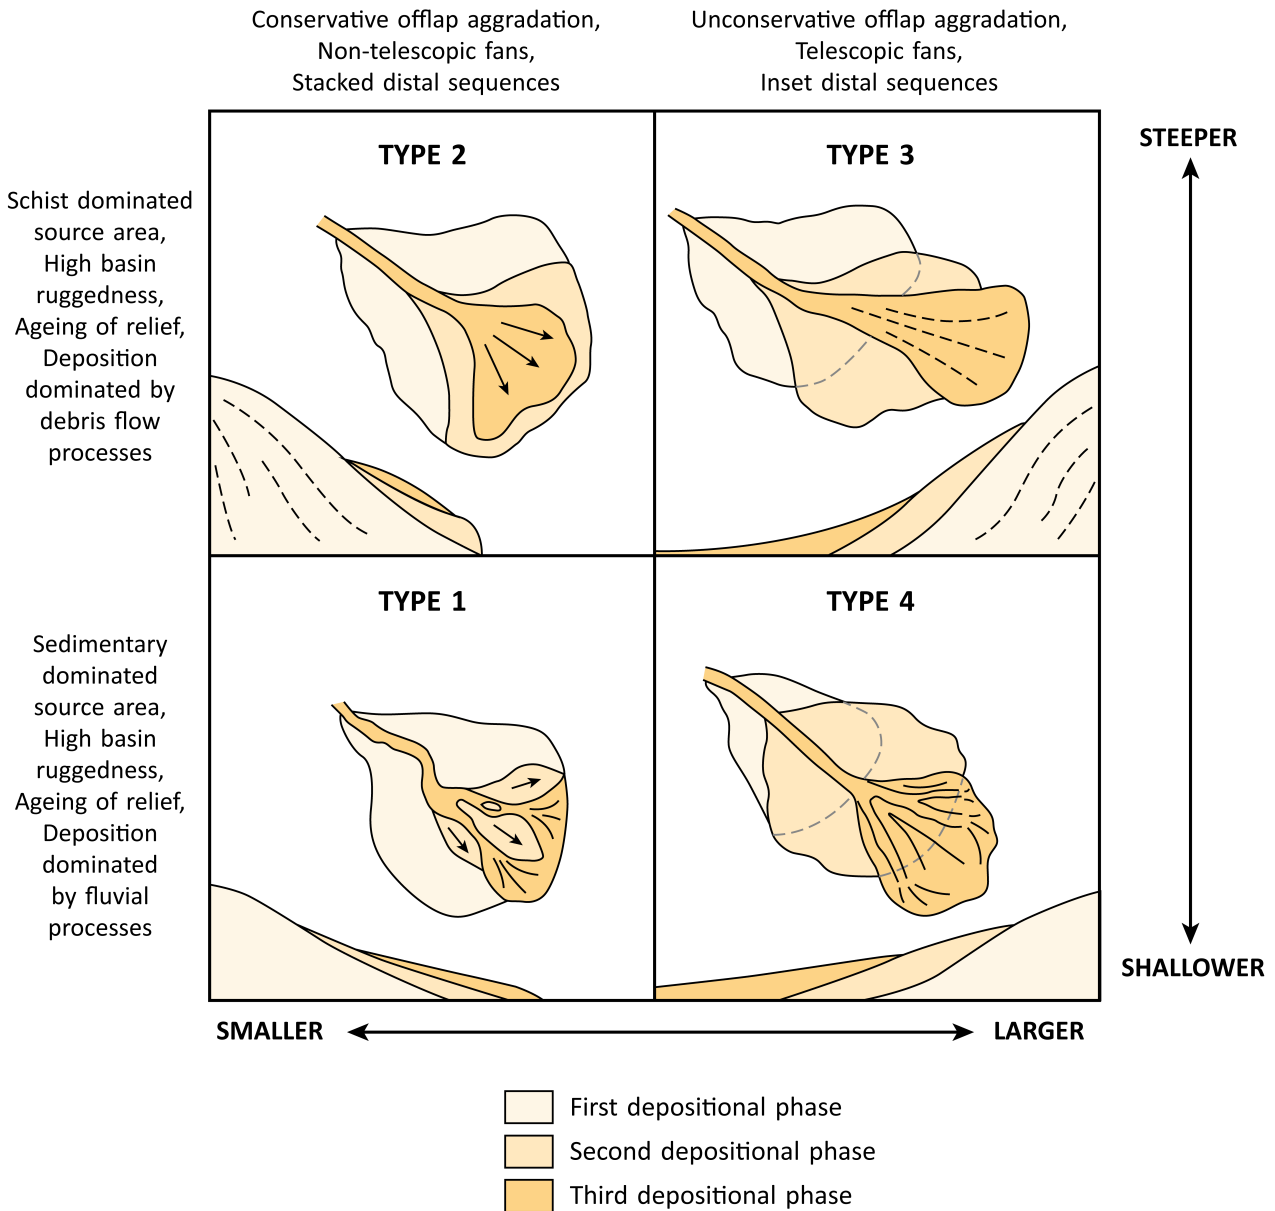 Conservative offlap aggradation,
Non-telescopic fans,
Stacked distal sequences
Unconservative offlap aggradation,
Telescopic fans,
Inset distal sequences
Schist dominated
source area,
High basin
ruggedness,
Ageing of relief,
Deposition
dominated by
debris flow
processes
TYPE 2
TYPE 3
STEEPER
Sedimentary
dominated
source area,
High basin
ruggedness,
Ageing of relief,
Deposition
dominated
by fluvial
processes
TYPE 1
TYPE 4
SHALLOWER
SMALLER
LARGER
First depositional phase
Second depositional phase
Third depositional phase